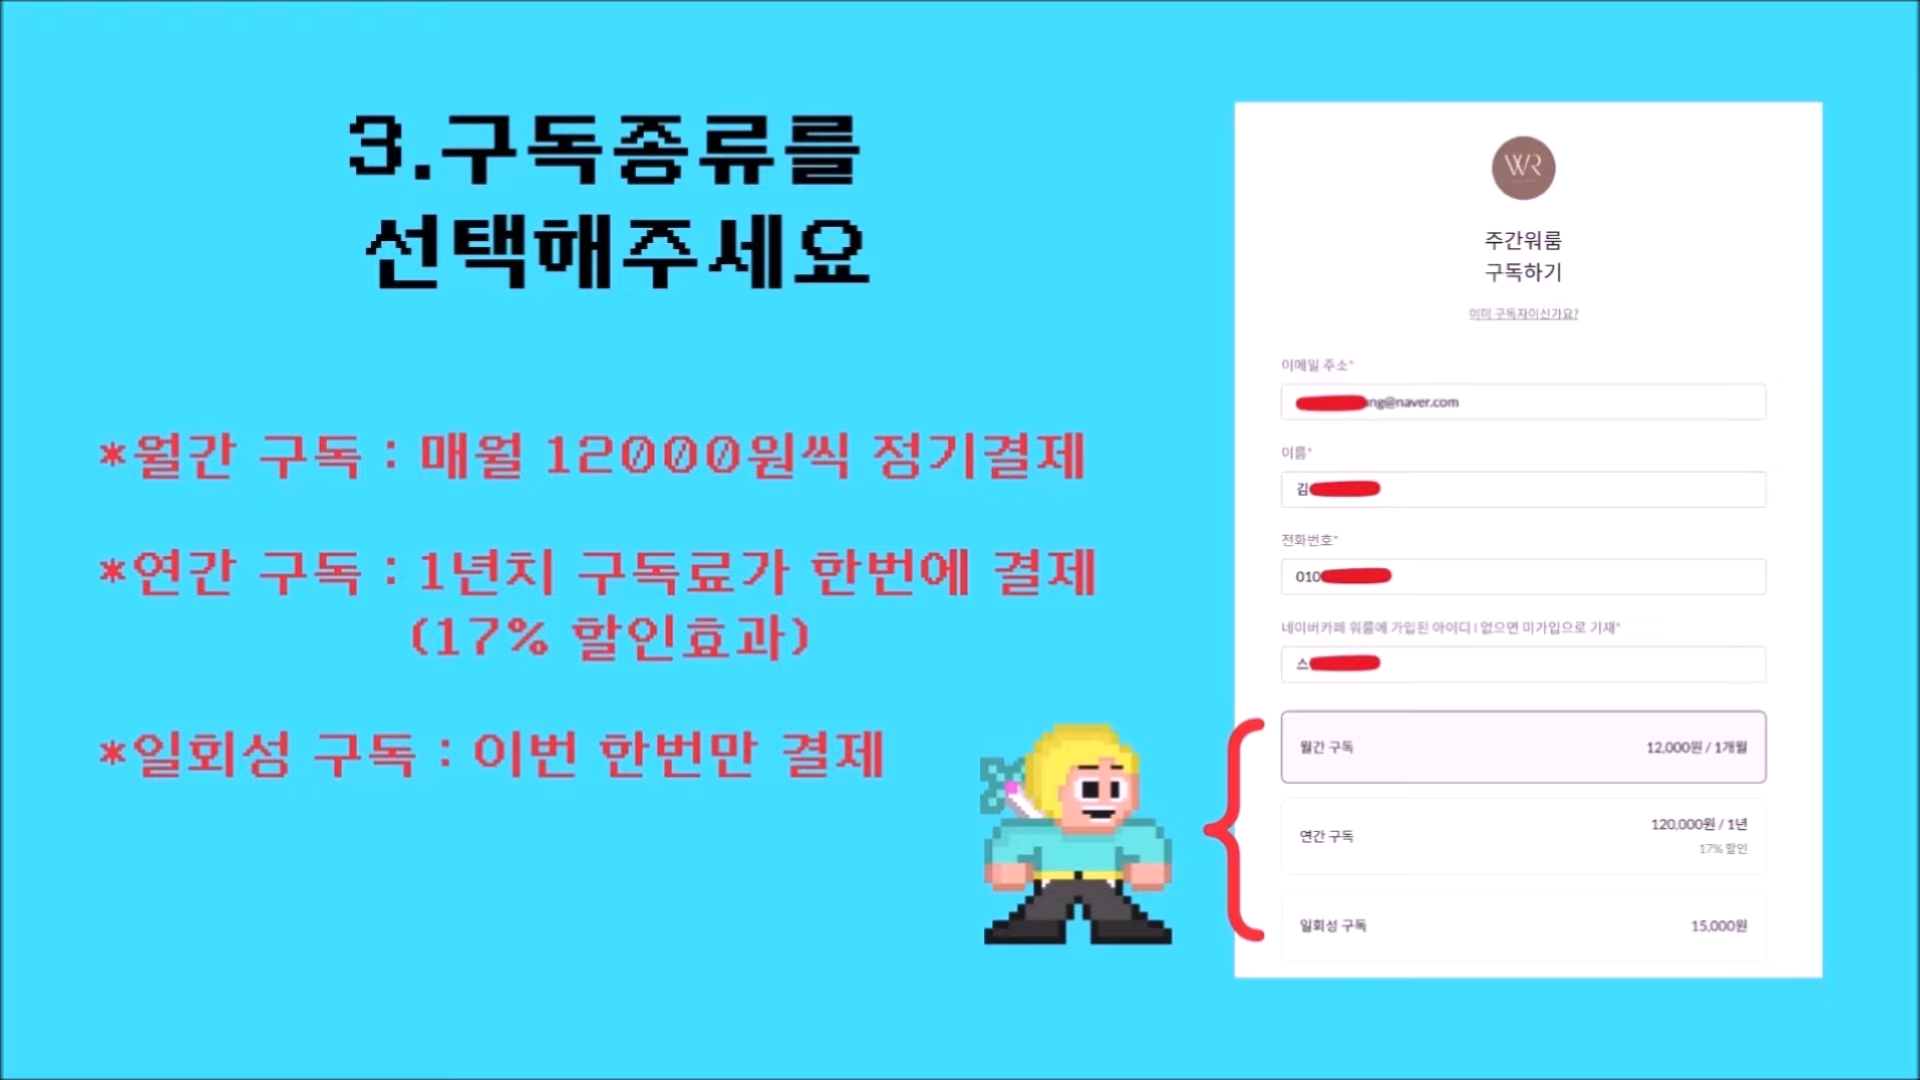 3.구독종류를
선택해주세요
*월간 구독 : 매월 12000원씩 정기결제
*연간 구독 : 1년치 구독료가 한번에 결제
(17% 할인효과)
*일회성 구독 : 이번 한번만 결제
WR
주간워룸
구독하기
이미 구독자이신가요?
이메일 주소*
ng@naver.com
이름*
김
전화번호*
010
네이버카페 워룸에 가입된 아이디 | 없으면 미가입으로 기재*
스
월간 구독 12,000원 / 1개월
연간 구독 120,000원 / 1년
17% 할인
일회성 구독 15,000원